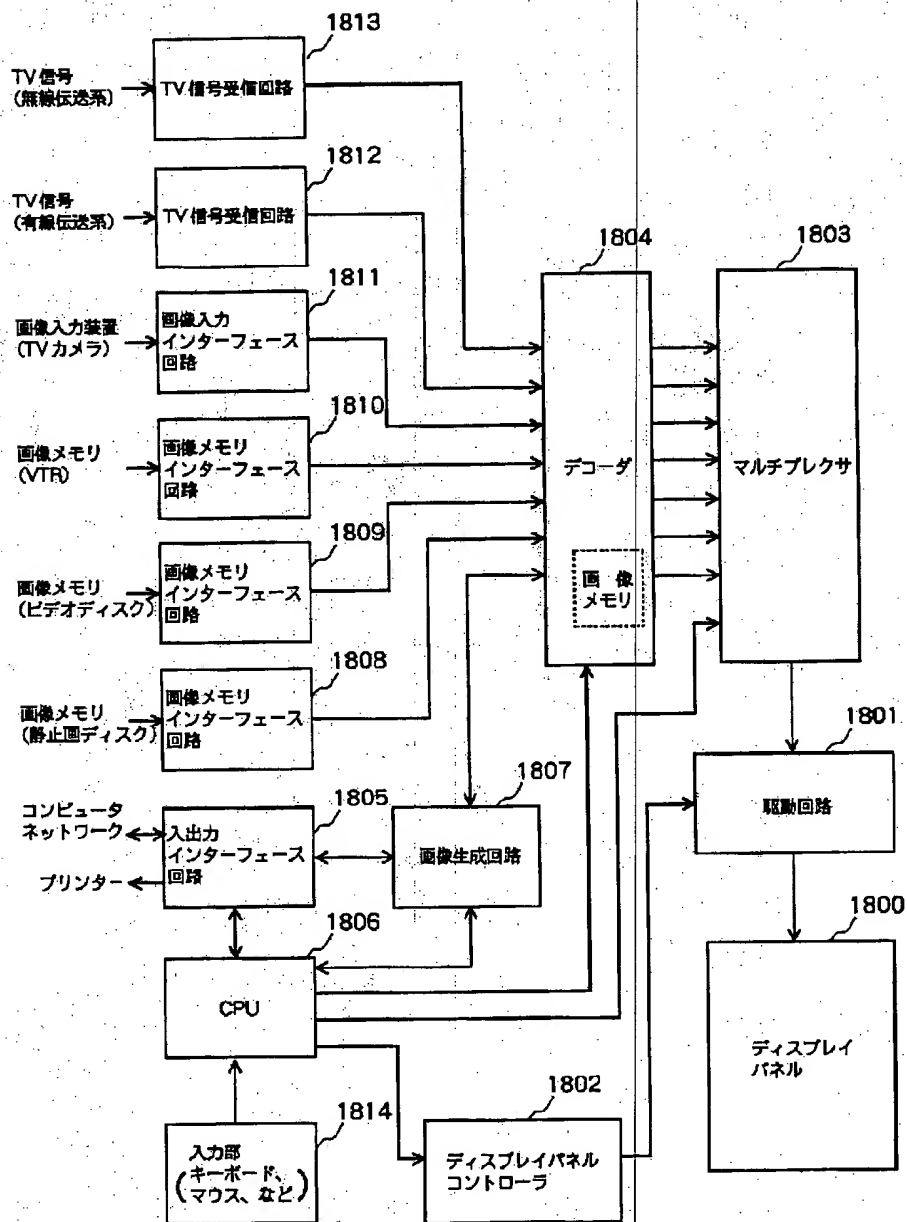 1813
TV信号
(無線伝送系)
TV信号受信回路
1812
TV信号
(有線伝送系)
TV信号受信回路
1811
画像入力装置
(TVカメラ)
画像入力
インターフェース
回路
1810
画像メモリ
(VTR)
画像メモリ
インターフェース
回路
1809
画像メモリ
(ビデオディスク)
画像メモリ
インターフェース
回路
1808
画像メモリ
(静止画ディスク)
画像メモリ
インターフェース
回路
1804
デコーダ
画像
メモリ
1803
マルチプレクサ
1805
コンピュータ
ネットワーク
プリンター
入出力
インターフェース
回路
1807
画像生成回路
1801
駆動回路
1806
CPU
1800
ディスプレイ
パネル
1814
入力部
(キーボード、
マウス、など)
1802
ディスプレイパネル
コントローラ